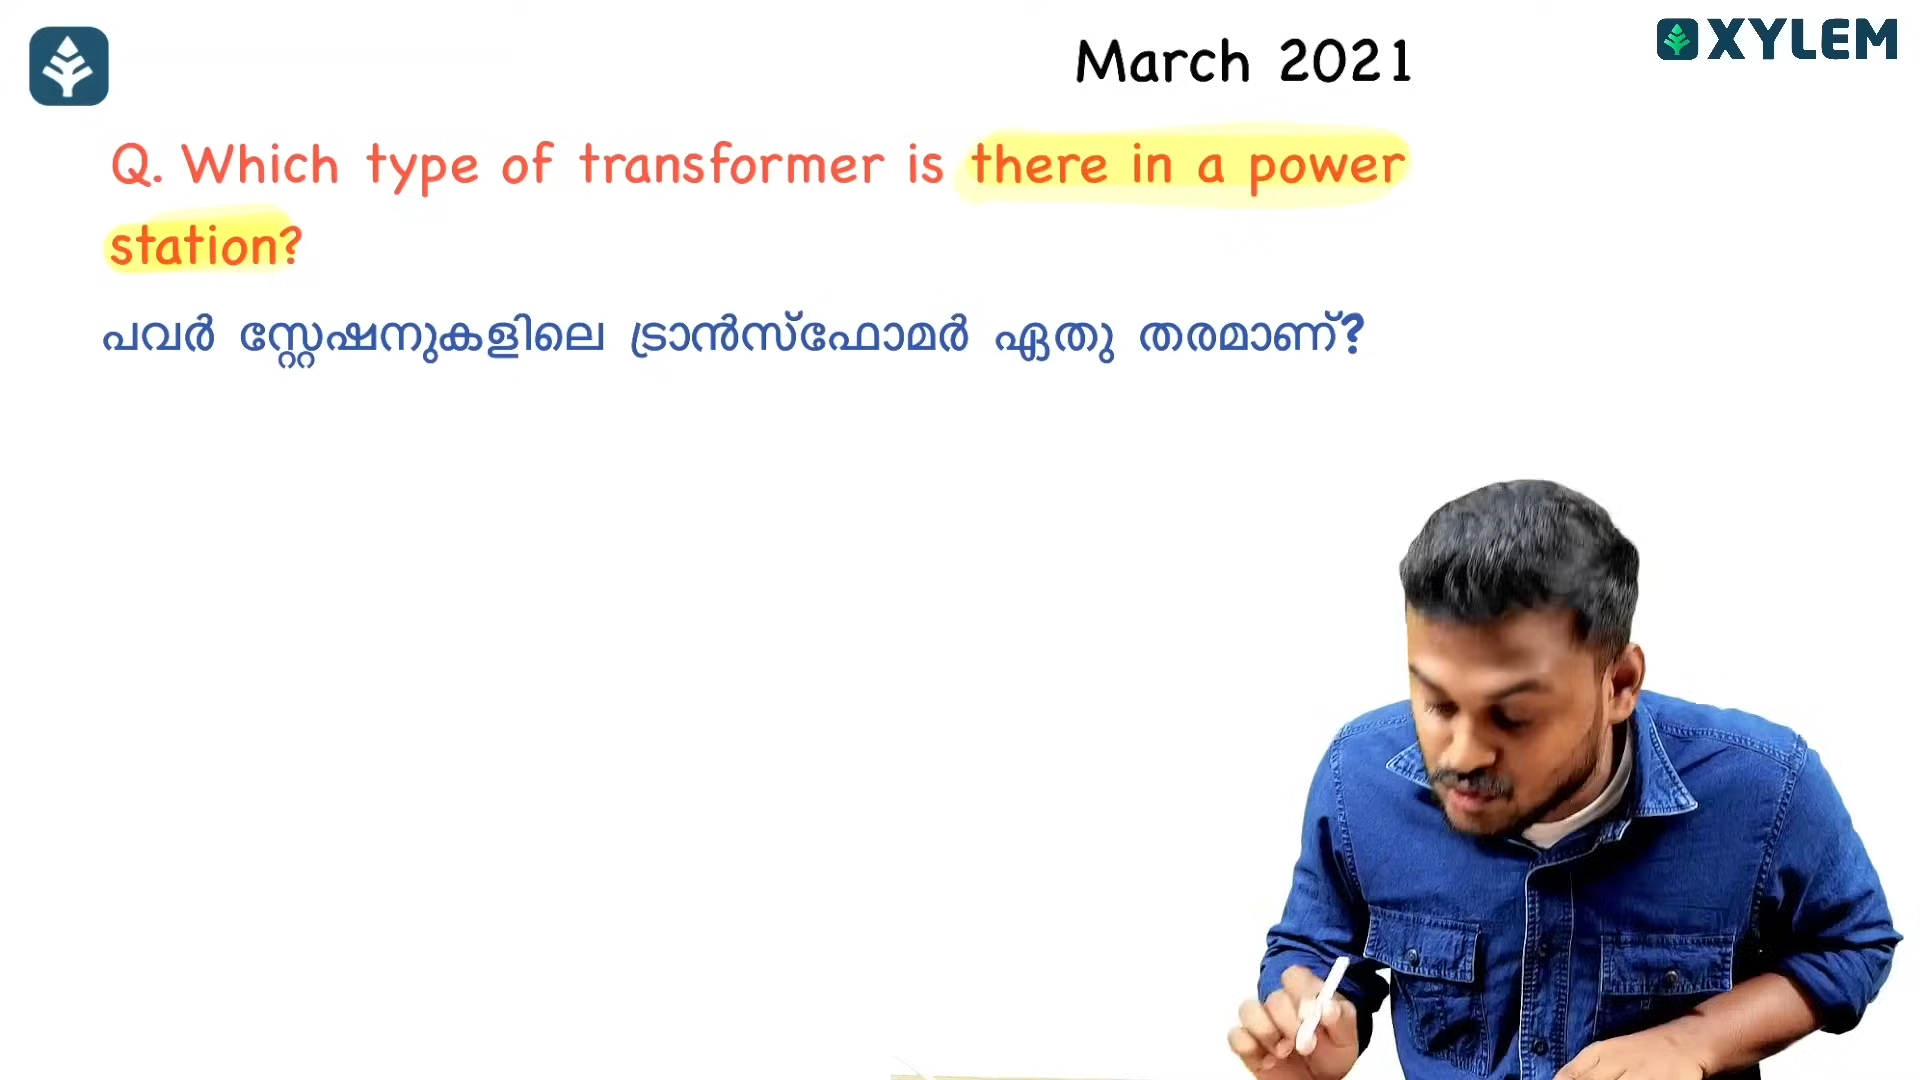 March 2021
XYLEM
Q. Which type of transformer is there in a power
station?
പവർ സ്റ്റേഷനുകളിലെ ട്രാൻസ്ഫോമർ ഏതു തരമാണ്?